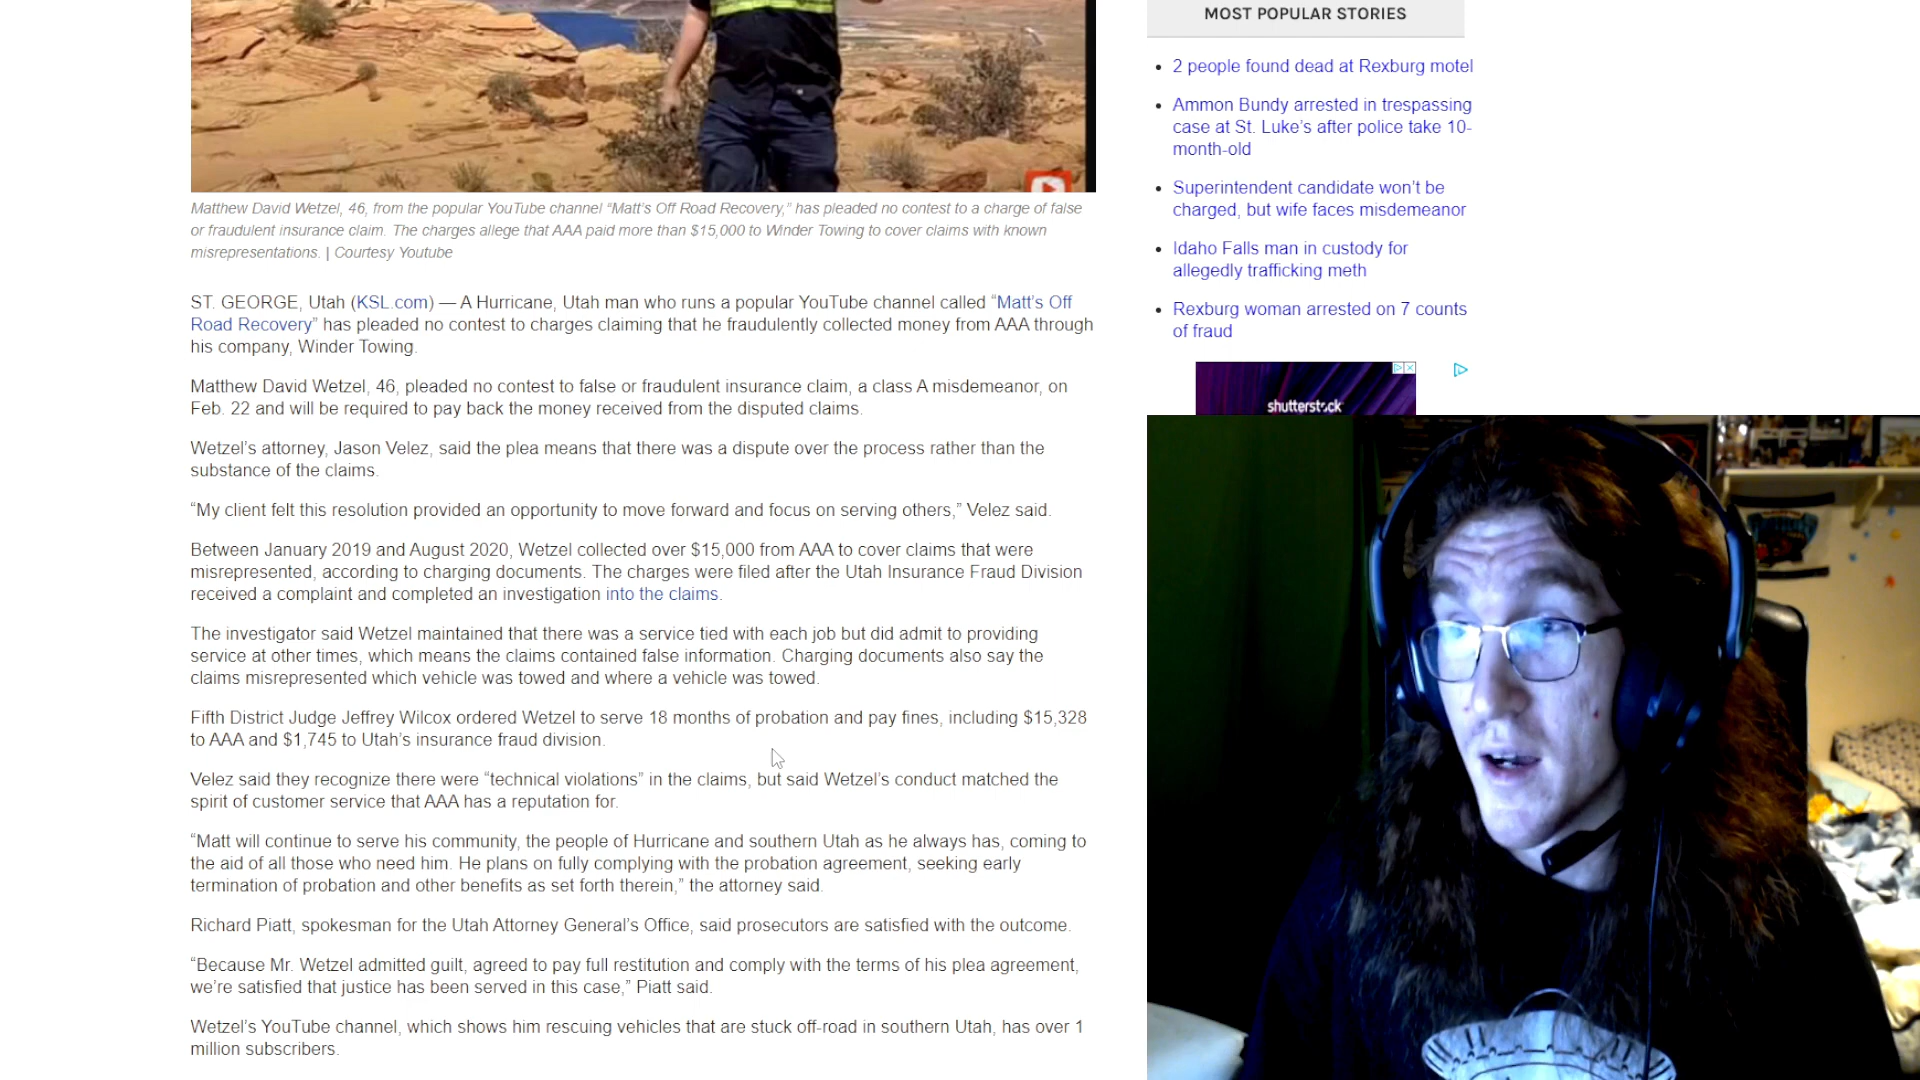 MOST POPULAR STORIES
2 people found dead at Rexburg motel
Ammon Bundy arrested in trespassing
case at St. Luke's after police take 10-
month-old
Superintendent candidate won't be
charged, but wife faces misdemeanor
Idaho Falls man in custody for
allegedly trafficking meth
Rexburg woman arrested on 7 counts
of fraud
shutterstock
Matthew David Wetzel, 46, from the popular YouTube channel “Matt's Off Road Recovery,” has pleaded no contest to a charge of false
or fraudulent insurance claim. The charges allege that AAA paid more than $15,000 to Winder Towing to cover claims with known
misrepresentations. | Courtesy Youtube
ST. GEORGE, Utah (KSL.com) — A Hurricane, Utah man who runs a popular YouTube channel called “Matt's Off
Road Recovery” has pleaded no contest to charges claiming that he fraudulently collected money from AAA through
his company, Winder Towing.
Matthew David Wetzel, 46, pleaded no contest to false or fraudulent insurance claim, a class A misdemeanor, on
Feb. 22 and will be required to pay back the money received from the disputed claims.
Wetzel's attorney, Jason Velez, said the plea means that there was a dispute over the process rather than the
substance of the claims.
“My client felt this resolution provided an opportunity to move forward and focus on serving others,” Velez said.
Between January 2019 and August 2020, Wetzel collected over $15,000 from AAA to cover claims that were
misrepresented, according to charging documents. The charges were filed after the Utah Insurance Fraud Division
received a complaint and completed an investigation into the claims.
The investigator said Wetzel maintained that there was a service tied with each job but did admit to providing
service at other times, which means the claims contained false information. Charging documents also say the
claims misrepresented which vehicle was towed and where a vehicle was towed.
Fifth District Judge Jeffrey Wilcox ordered Wetzel to serve 18 months of probation and pay fines, including $15,328
to AAA and $1,745 to Utah's insurance fraud division.
Velez said they recognize there were “technical violations” in the claims, but said Wetzel's conduct matched the
spirit of customer service that AAA has a reputation for.
“Matt will continue to serve his community, the people of Hurricane and southern Utah as he always has, coming to
the aid of all those who need him. He plans on fully complying with the probation agreement, seeking early
termination of probation and other benefits as set forth therein,” the attorney said.
Richard Piatt, spokesman for the Utah Attorney General's Office, said prosecutors are satisfied with the outcome.
“Because Mr. Wetzel admitted guilt, agreed to pay full restitution and comply with the terms of his plea agreement,
we're satisfied that justice has been served in this case,” Piatt said.
Wetzel's YouTube channel, which shows him rescuing vehicles that are stuck off-road in southern Utah, has over 1
million subscribers.